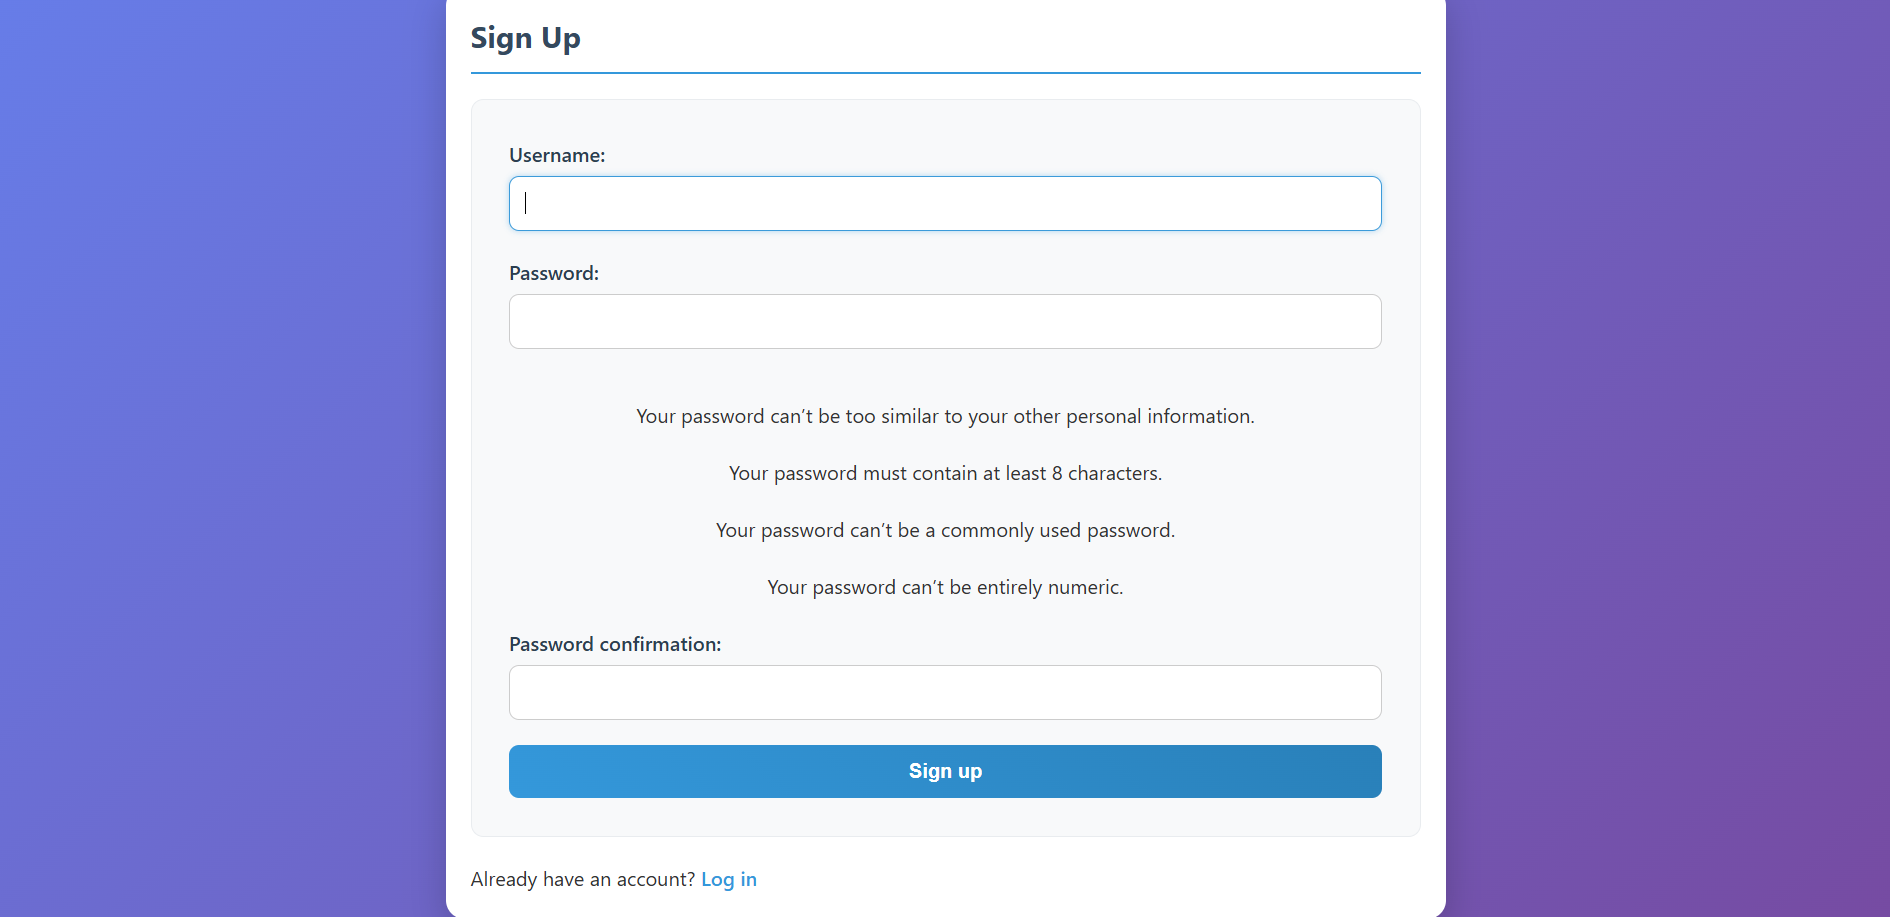 Sign Up
Username:
Password:
Your password can’t be too similar to your other personal information.
Your password must contain at least 8 characters.
Your password can’t be a commonly used password.
Your password can’t be entirely numeric.
Password confirmation:
Sign up
Already have an account? Log in